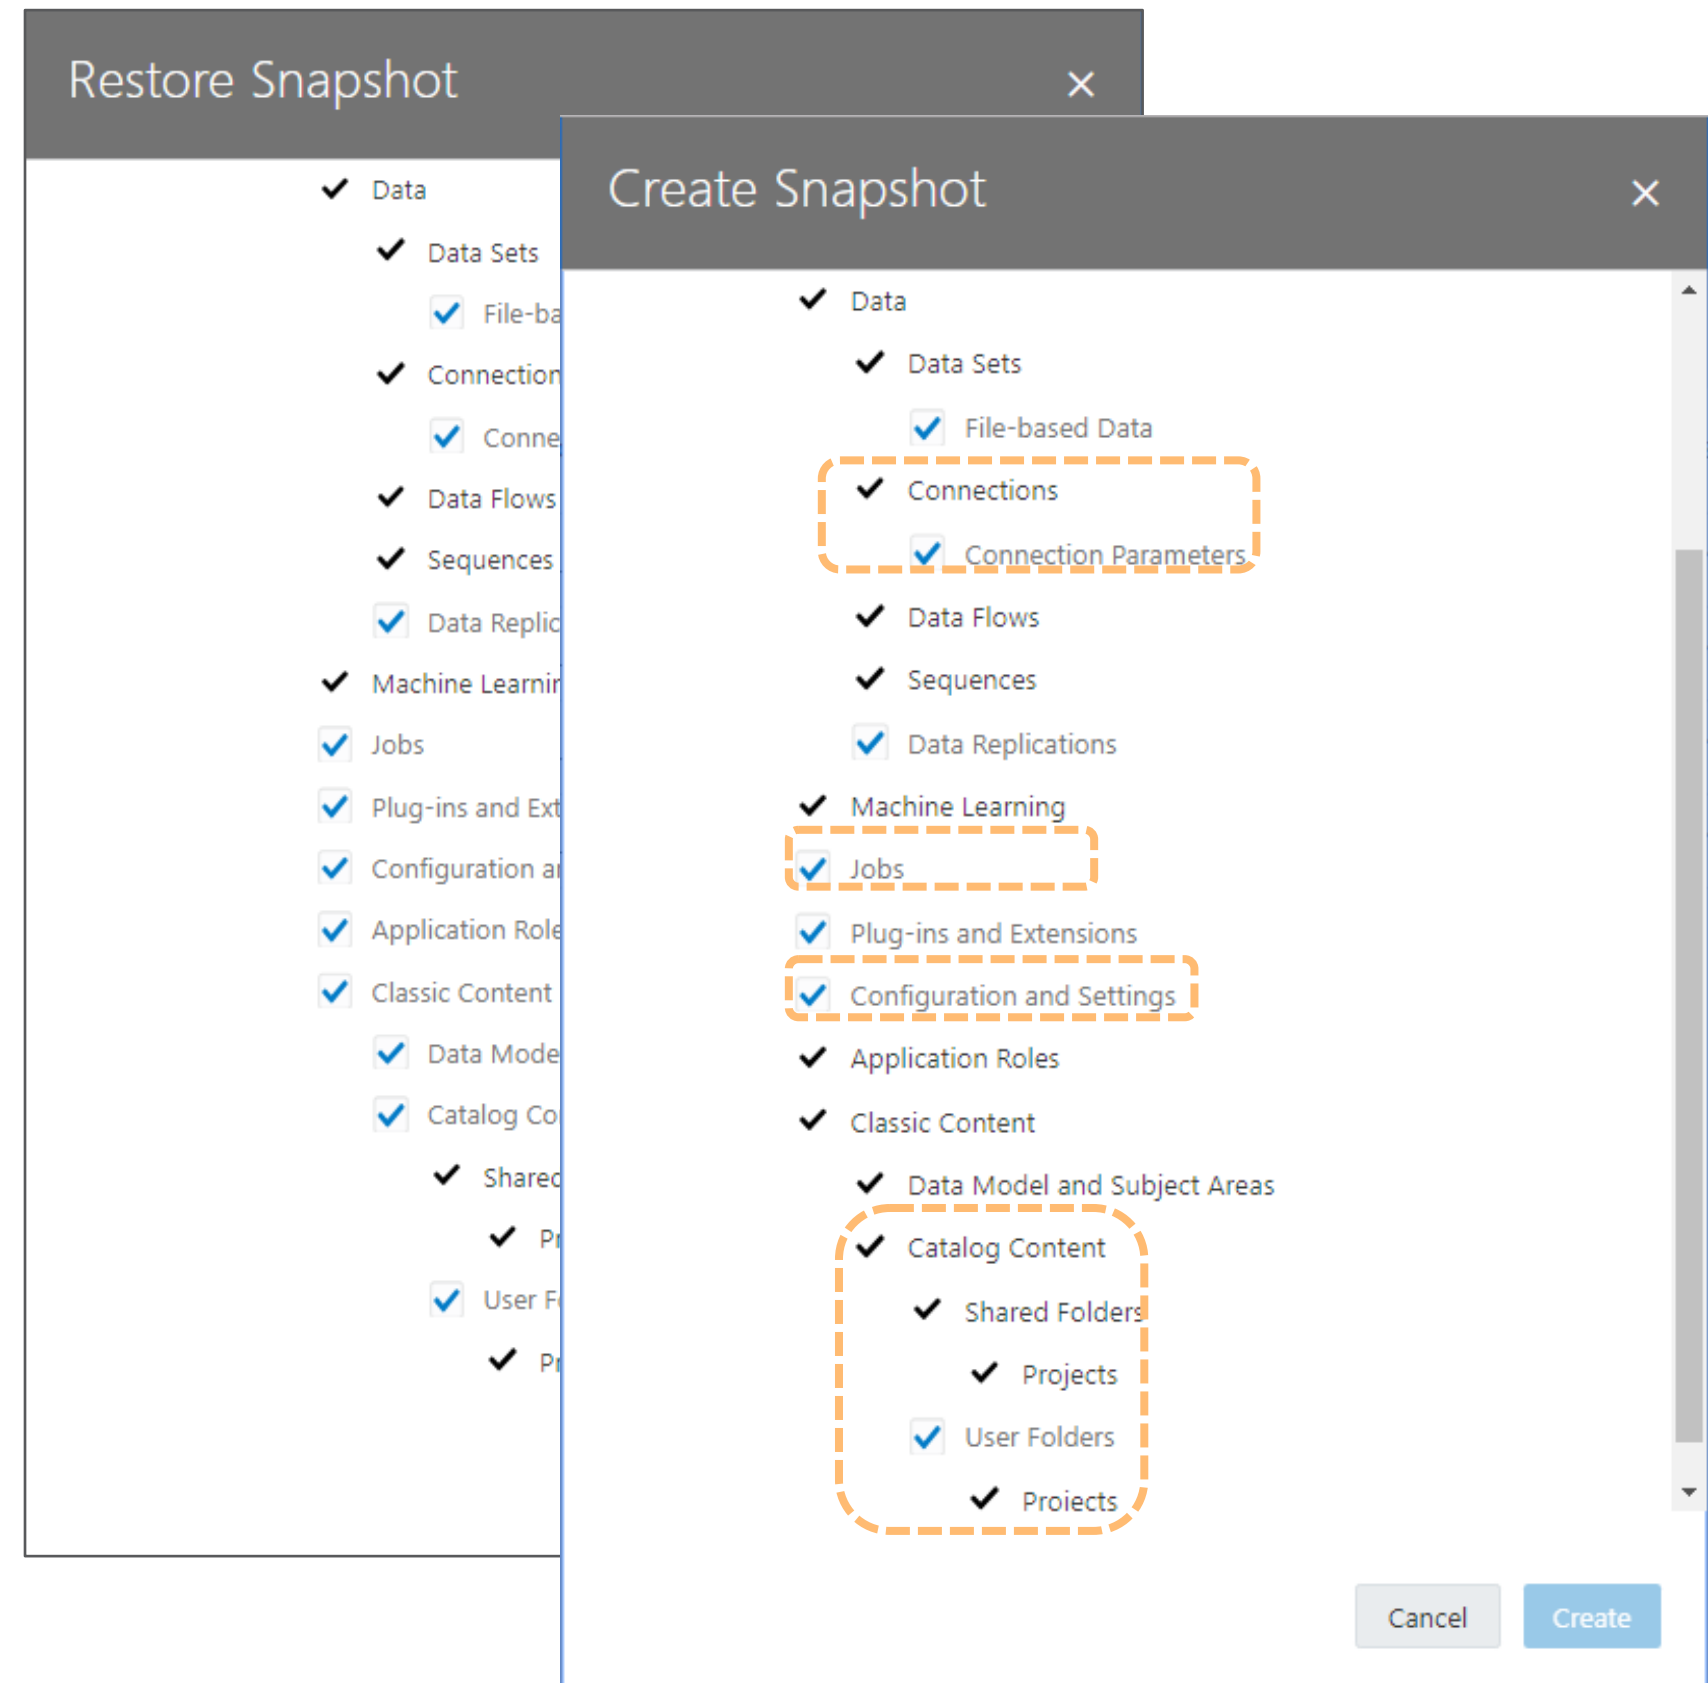 Restore Snapshot
Data
Data Sets
File-ba
Connection
Conne
Data Flows
Sequences
Data Replic
Machine Learnin
Jobs
Plug-ins and Ext
Configuration a
Application Role
Classic Content
Data Mode
Catalog Co
Shared
P
User F
P
Create Snapshot
Data
Data Sets
File-based Data
Connections
Connection Parameters
Data Flows
Sequences
Data Replications
Machine Learning
Jobs
Plug-ins and Extensions
Configuration and Settings
Application Roles
Classic Content
Data Model and Subject Areas
Catalog Content
Shared Folders
Projects
User Folders
Projects
Cancel
Create